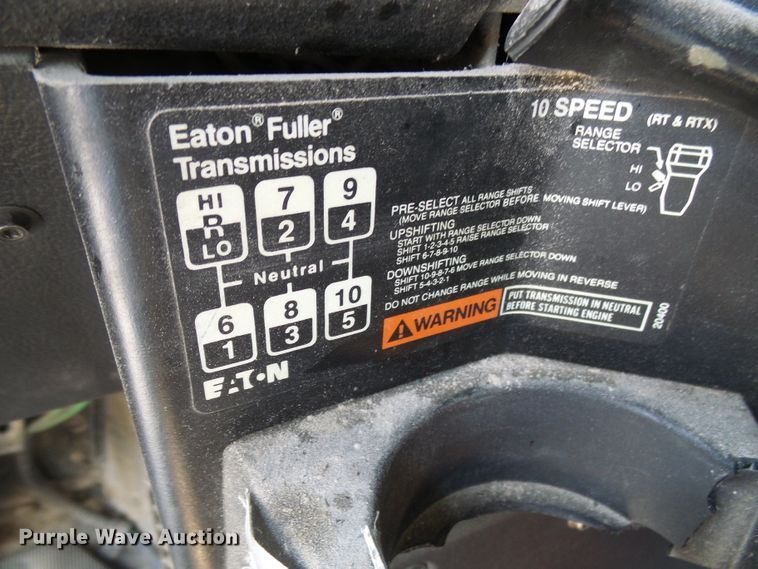 Eaton® Fuller®
Transmissions
HI
R
LO
7
2
9
4
Neutral
6
1
8
3
10
5
EATON
10 SPEED (RT & RTX)
RANGE
SELECTOR
HI
LO
PRE-SELECT ALL RANGE SHIFTS
(MOVE RANGE SELECTOR BEFORE MOVING SHIFT LEVER)
UPSHIFTING
START WITH RANGE SELECTOR DOWN
SHIFT 1-2-3-4-5 RAISE RANGE SELECTOR
SHIFT 6-7-8-9-10
DOWNSHIFTING
SHIFT 10-9-8-7-6 MOVE RANGE SELECTOR DOWN
SHIFT 5-4-3-2-1
DO NOT CHANGE RANGE WHILE MOVING IN REVERSE
WARNING
PUT TRANSMISSION IN NEUTRAL
BEFORE STARTING ENGINE
20400
Purple Wave Auction